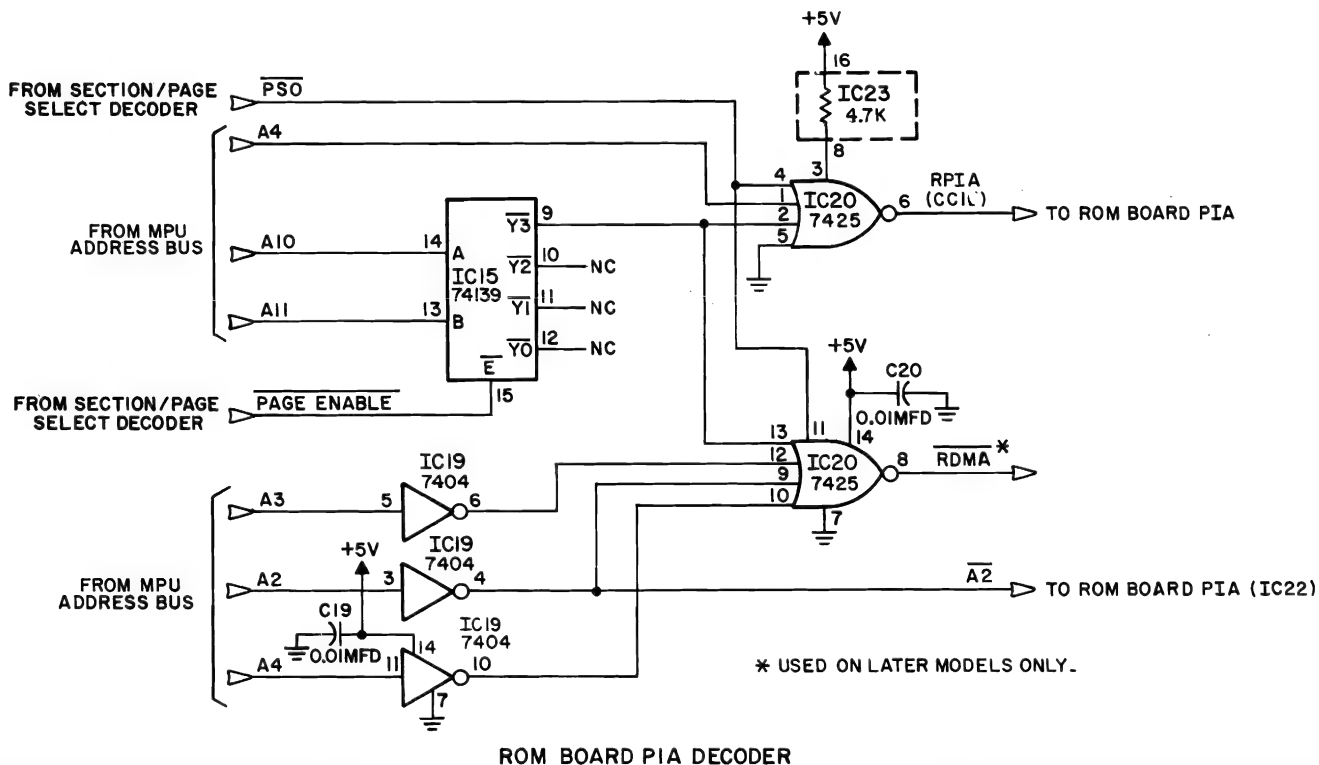 +5V
16
IC23
4.7K
8
FROM SECTION/PAGE
SELECT DECODER
PS0
A4
FROM MPU
ADDRESS BUS
A10
A11
14
13
A
B
IC15
74139
Y3
Y2
Y1
Y0
E
9
10
11
12
15
NC
NC
NC
FROM SECTION/PAGE
SELECT DECODER
PAGE ENABLE
3
4
1
2
5
IC20
7425
6
RPIA
TO ROM BOARD PIA
+5V
C20
0.01MFD
14
11
13
12
9
10
IC20
7425
7
8
RDMA *
FROM MPU
ADDRESS BUS
A3
5
IC19
7404
6
A2
3
IC19
7404
4
A2
TO ROM BOARD PIA (IC22)
+5V
C19
0.01MFD
A4
11
14
IC19
7404
10
7
* USED ON LATER MODELS ONLY.
ROM BOARD PIA DECODER